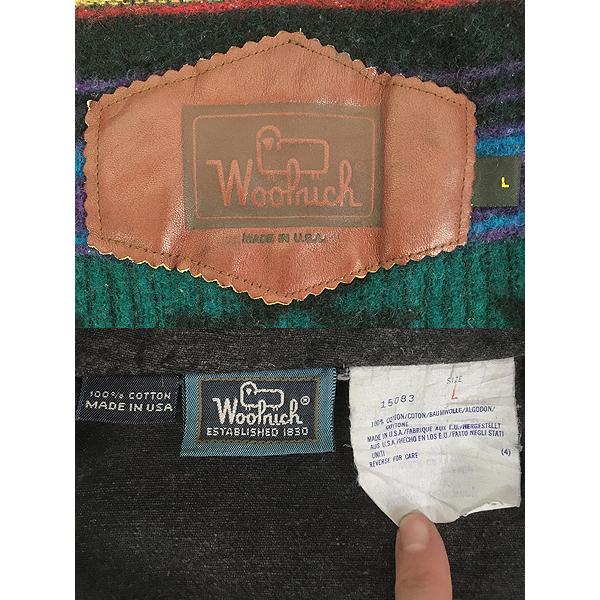 Woolrich®
MADE IN U.S.A.
L
100% COTTON
MADE IN USA
Woolrich®
ESTABLISHED 1830
15083
SIZE
L
100% COTTON/COTON/BAUMWOLLE/ALGODON/
COTTONE
MADE IN U.S.A./FABRIQUE AUX E.U./HERGESTELLT
AUS U.S.A./HECHO EN LOS E.U./FATTO NEGLI STATI
UNITI
REVERSE FOR CARE
(4)